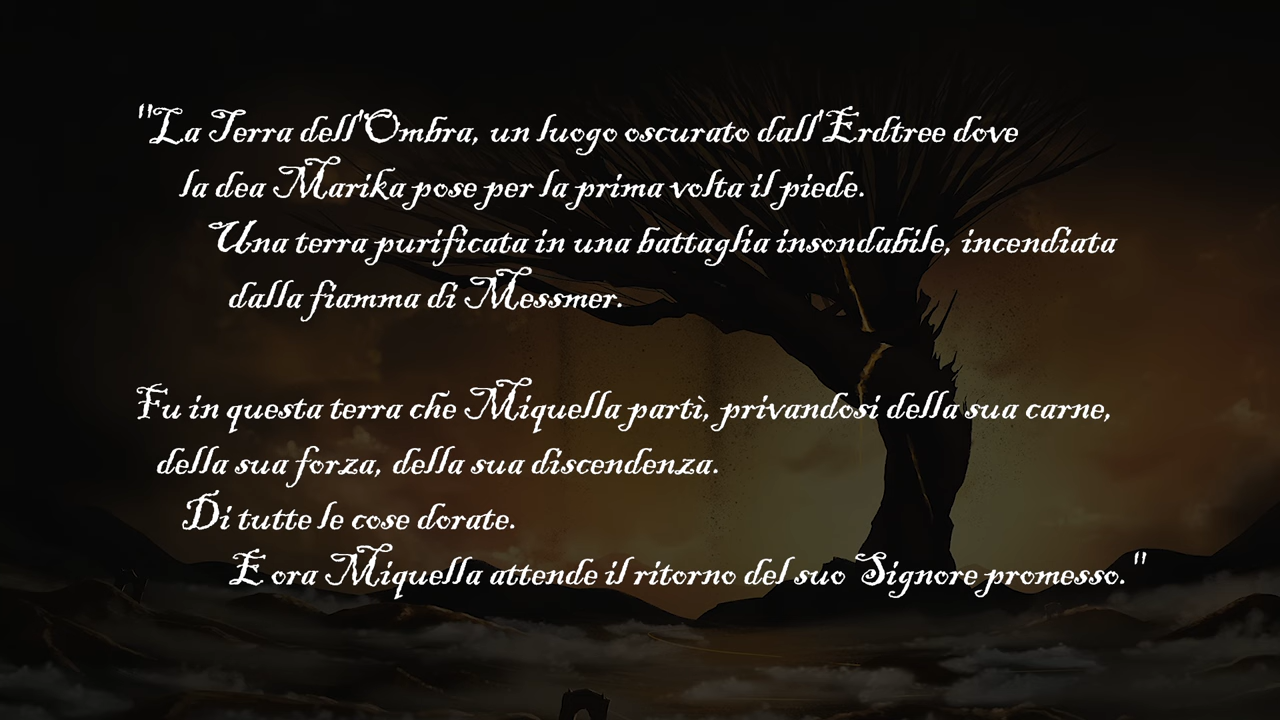 "La Terra dell'Ombra, un luogo oscurato dall'Erdtree dove
la dea Marika pose per la prima volta il piede.
Una terra purificata in una battaglia insondabile, incendiata
dalla fiamma di Messmer.
Fu in questa terra che Miquella partì, privandosi della sua carne,
della sua forza, della sua discendenza.
Di tutte le cose dorate.
E ora Miquella attende il ritorno del suo Signore promesso."